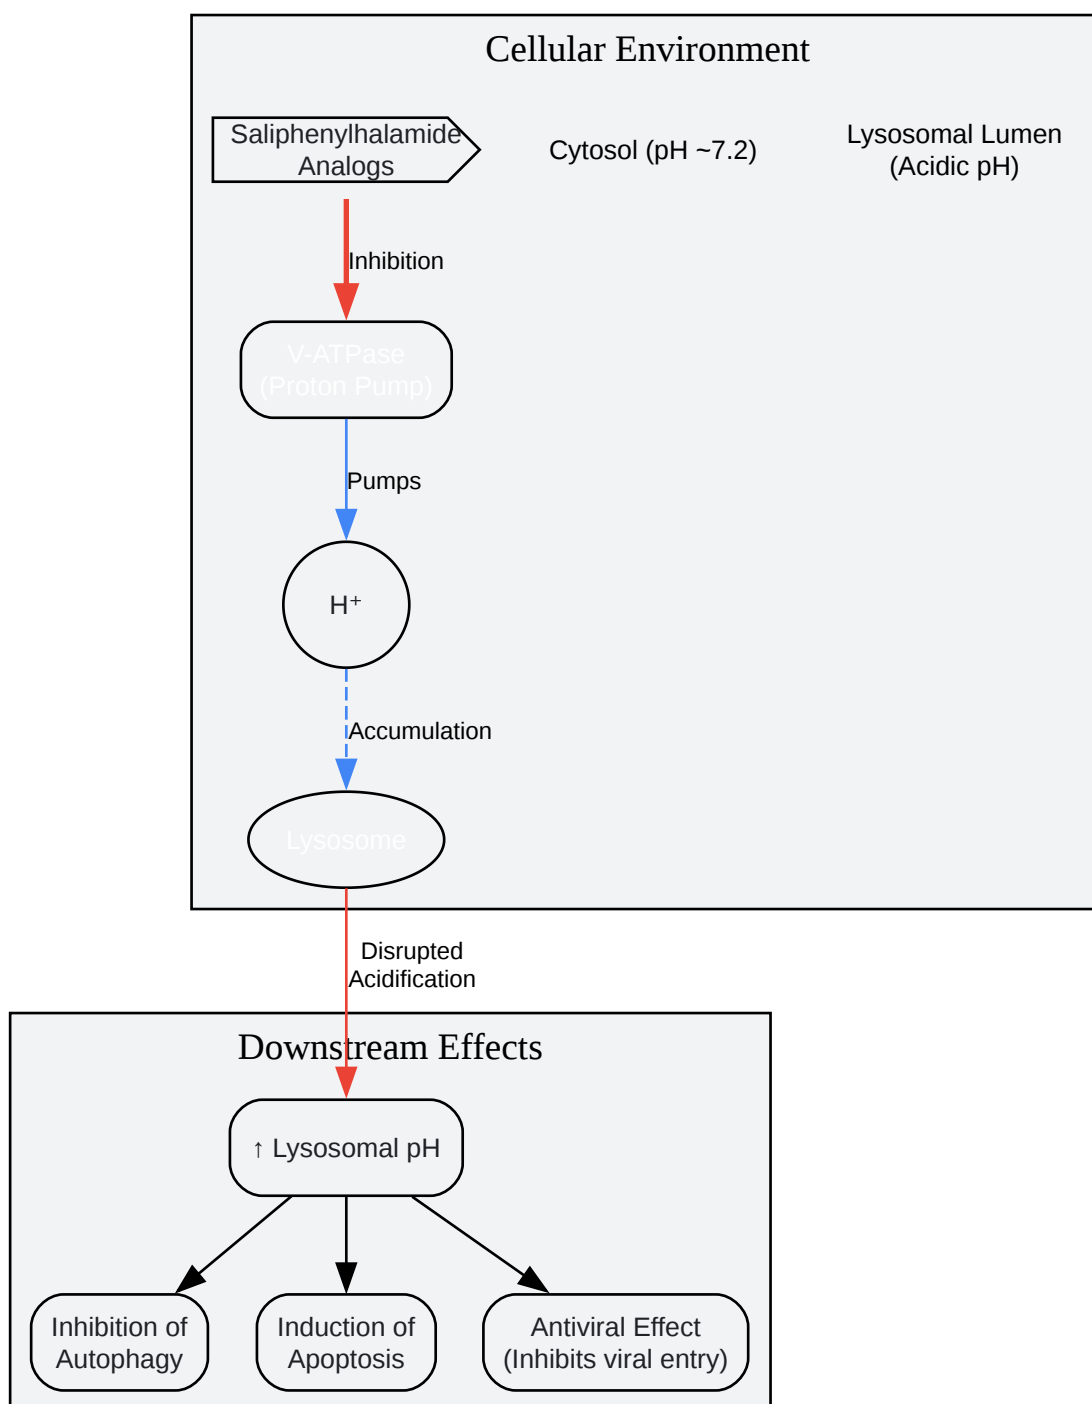 Cellular Environment
Saliphenylhalamide
Analogs
Cytosol (pH ~7.2)
Lysosomal Lumen
(Acidic pH)
Inhibition
V-ATPase
(Proton Pump)
Pumps
H⁺
Accumulation
Lysosome
Disrupted
Acidification
Downstream Effects
↑ Lysosomal pH
Inhibition of
Autophagy
Induction of
Apoptosis
Antiviral Effect
(Inhibits viral entry)